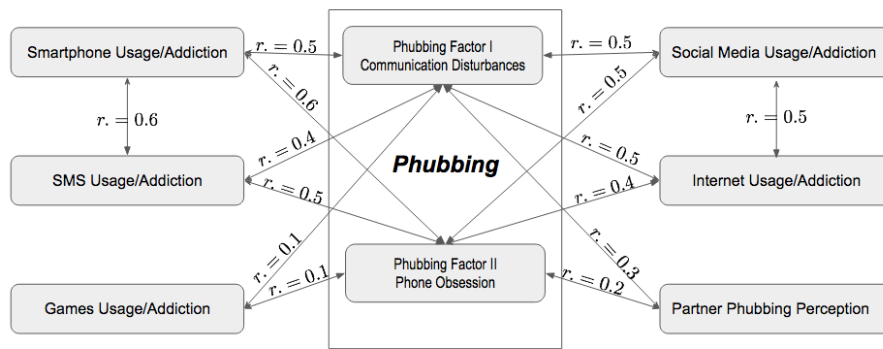 Smartphone Usage/Addiction
r. = 0.5
Phubbing Factor I
Communication Disturbances
r. = 0.5
Social Media Usage/Addiction
r. = 0.6
r. = 0.5
r. = 0.6
r. = 0.5
r. = 0.4
SMS Usage/Addiction
Phubbing
r. = 0.5
Internet Usage/Addiction
r. = 0.5
r. = 0.4
r. = 0.1
r. = 0.3
Games Usage/Addiction
r. = 0.1
Phubbing Factor II
Phone Obsession
r. = 0.2
Partner Phubbing Perception